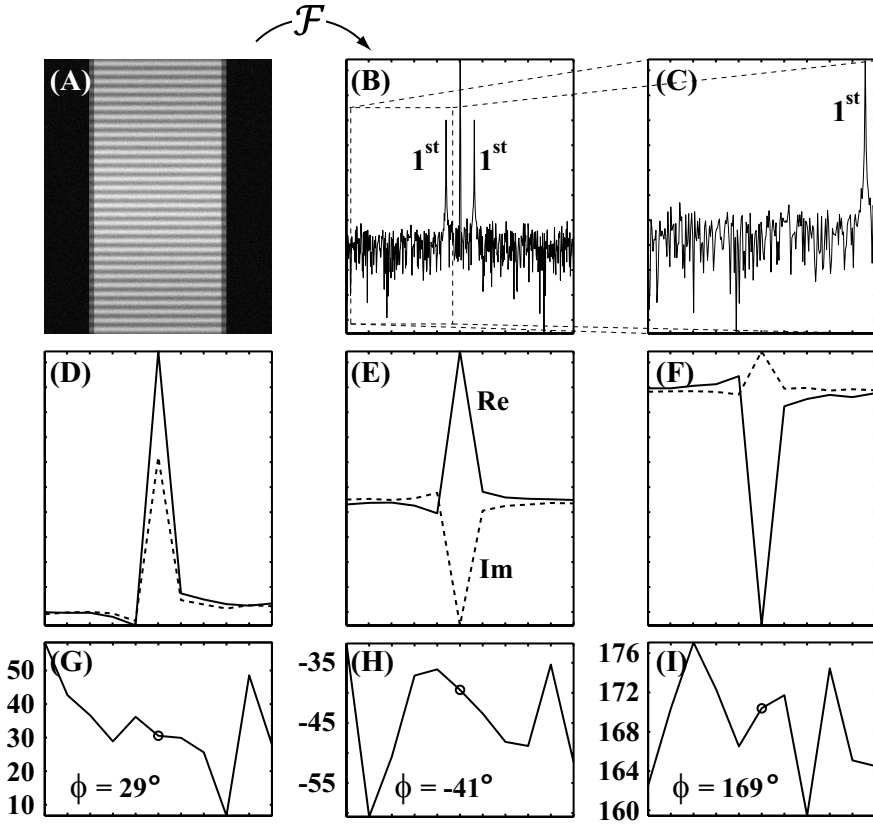 ℱ
(A)
(B)
(C)
1st
1st
1st
(D)
(E)
(F)
Re
Im
(G)
50
40
30
20
10
ϕ = 29°
(H)
-35
-45
-55
ϕ = -41°
(I)
176
172
168
164
160
ϕ = 169°